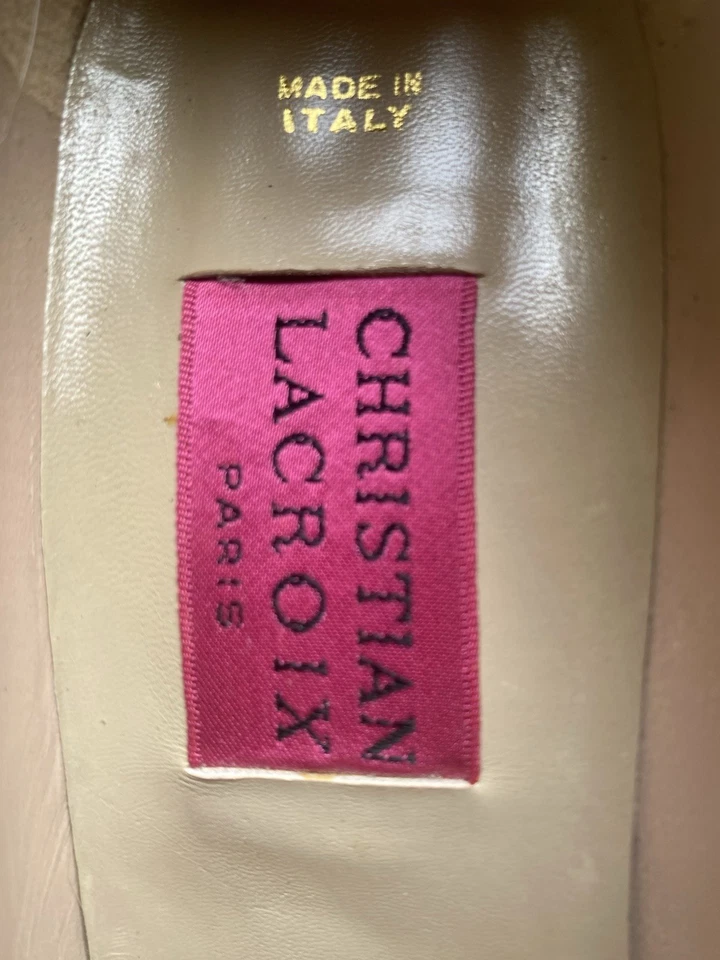 MADE IN
ITALY
CHRISTIAN
LACROIX
PARIS